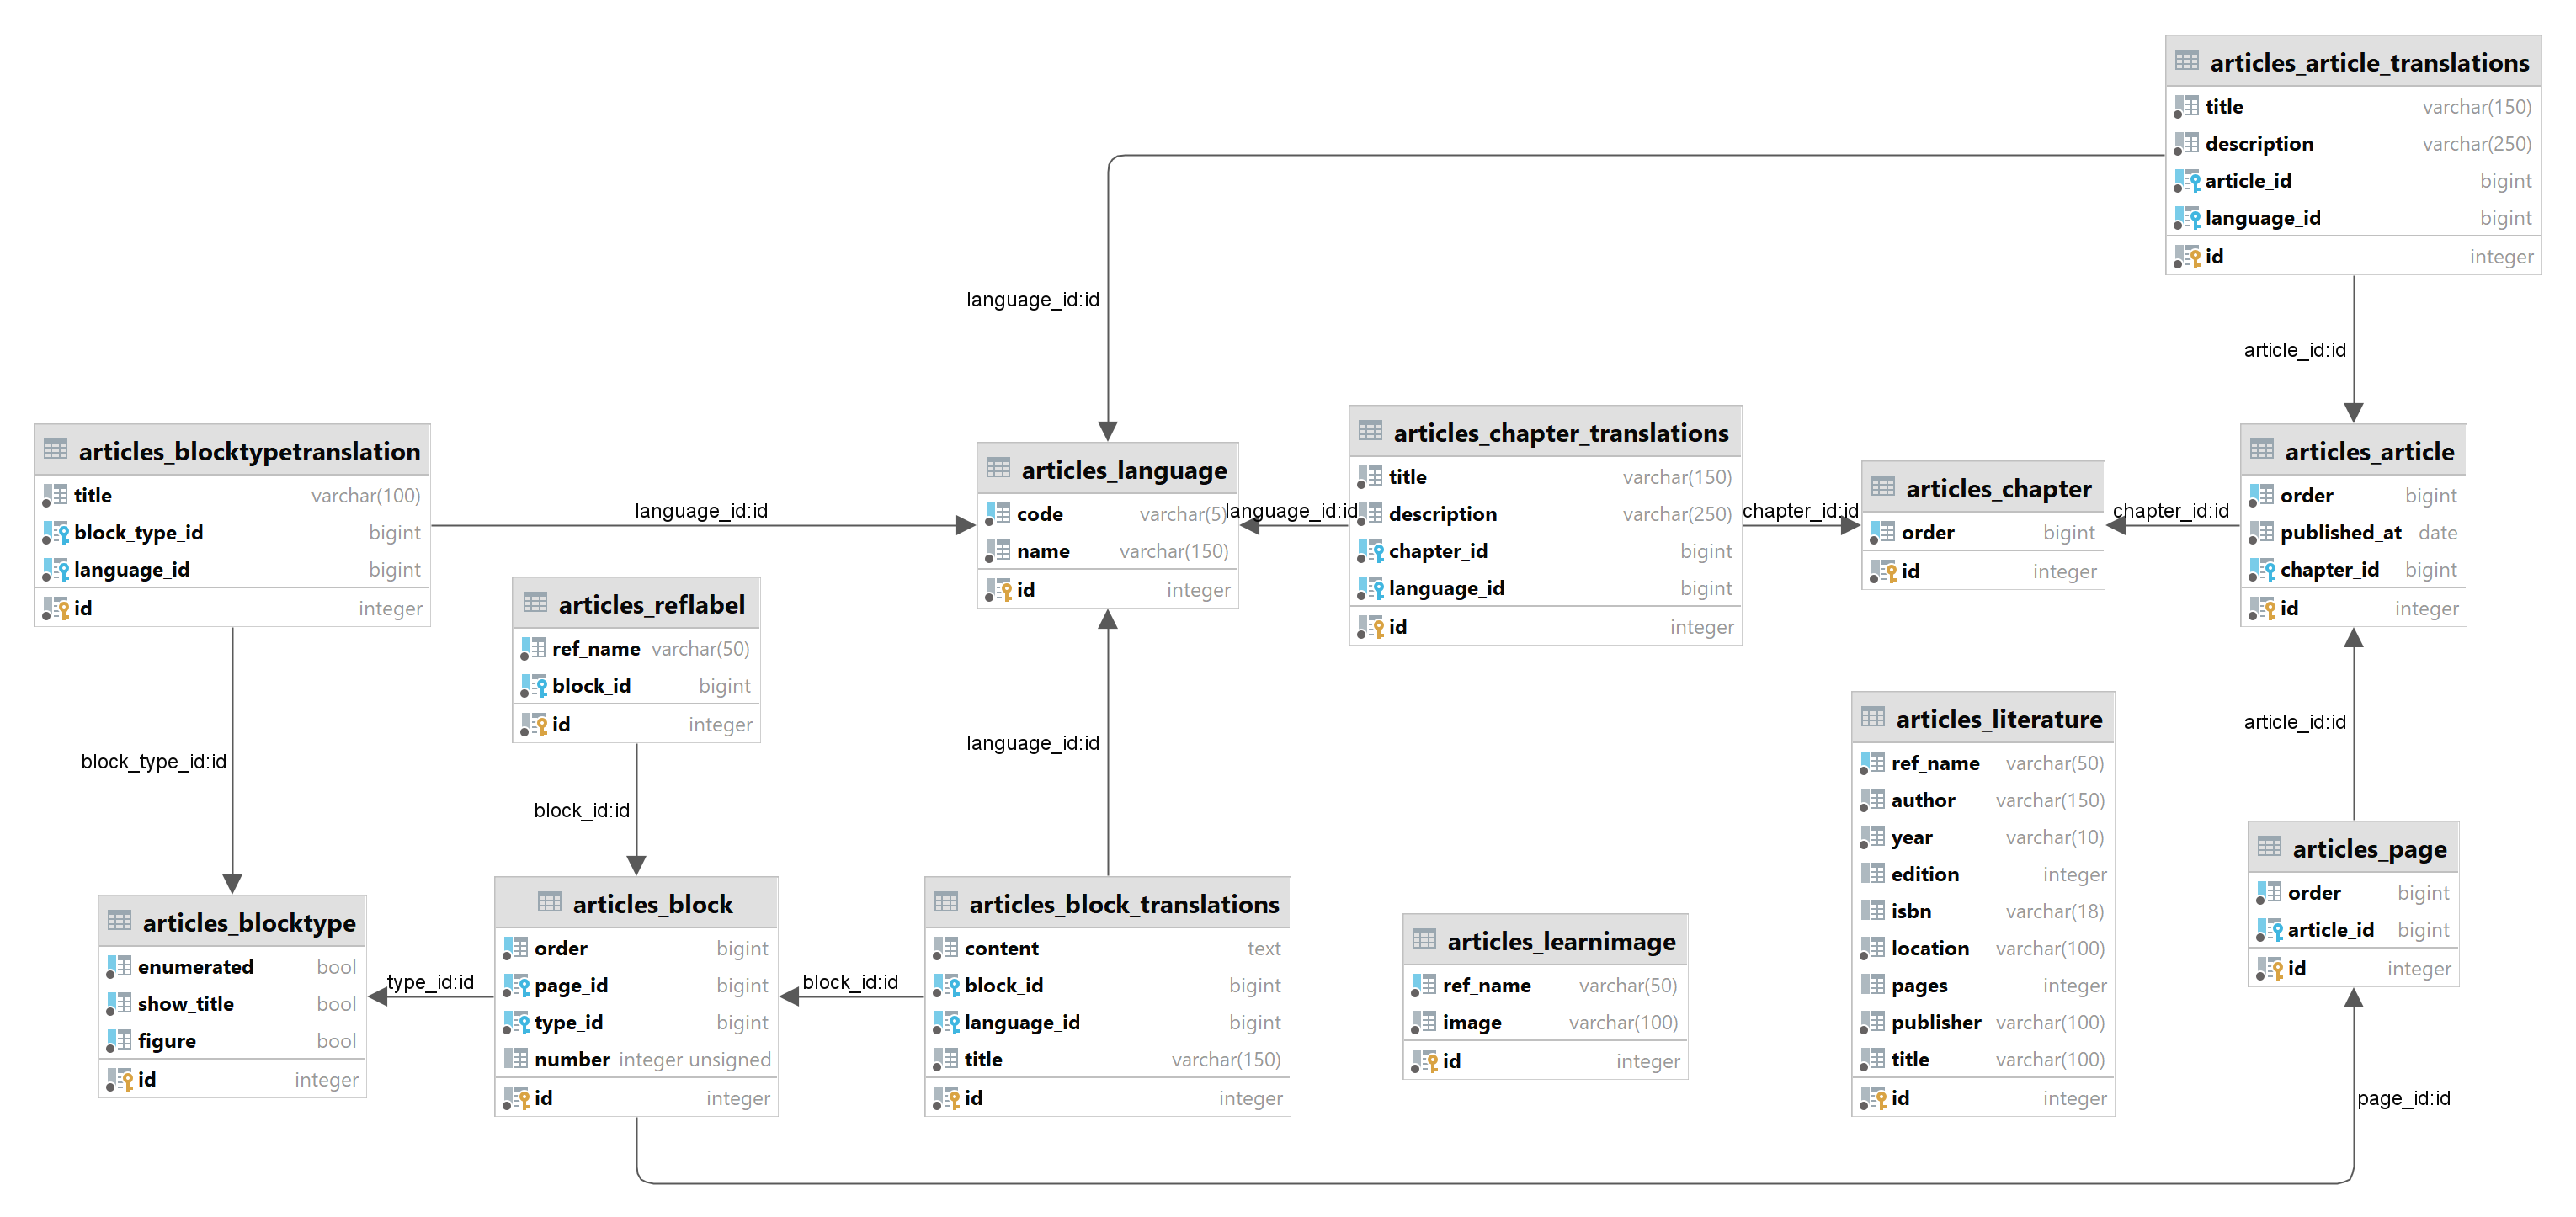 articles_article_translations
title varchar(150)
description varchar(250)
article_id bigint
language_id bigint
id integer
language_id:id
article_id:id
articles_blocktypetranslation
title varchar(100)
block_type_id bigint
language_id bigint
id integer
language_id:id
articles_language
code varchar(5)
name varchar(150)
id integer
language_id:id
articles_chapter_translations
title varchar(150)
description varchar(250)
chapter_id bigint
language_id bigint
id integer
chapter_id:id
articles_chapter
order bigint
id integer
chapter_id:id
articles_article
order bigint
published_at date
chapter_id bigint
id integer
articles_reflabel
ref_name varchar(50)
block_id bigint
id integer
block_type_id:id
block_id:id
language_id:id
articles_literature
ref_name varchar(50)
author varchar(150)
year varchar(10)
edition integer
isbn varchar(18)
location varchar(100)
pages integer
publisher varchar(100)
title varchar(100)
id integer
article_id:id
articles_page
order bigint
article_id bigint
id integer
articles_blocktype
enumerated bool
show_title bool
figure bool
id integer
type_id:id
articles_block
order bigint
page_id bigint
type_id bigint
number integer unsigned
id integer
block_id:id
articles_block_translations
content text
block_id bigint
language_id bigint
title varchar(150)
id integer
articles_learnimage
ref_name varchar(50)
image varchar(100)
id integer
page_id:id